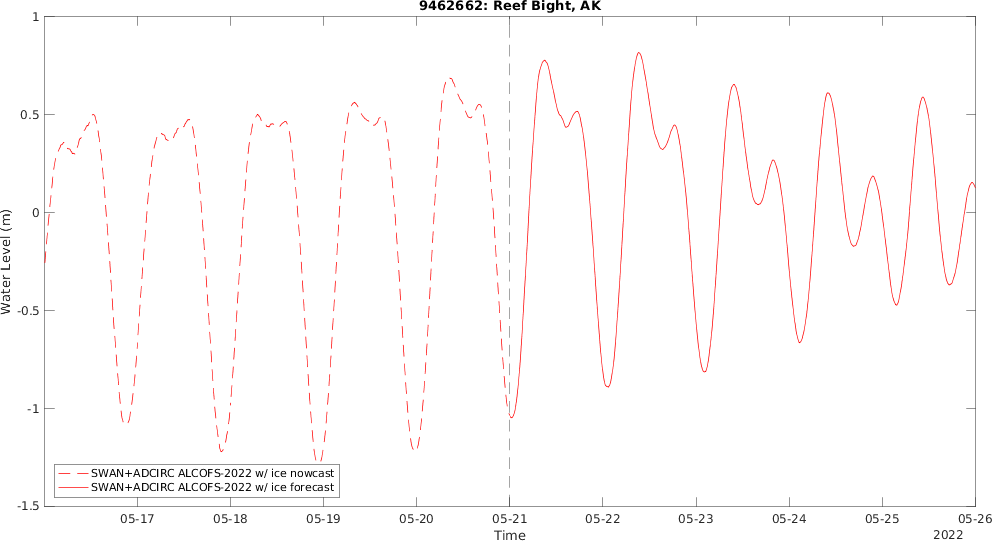 9462662: Reef Bight, AK
1
0.5
0
-0.5
-1
-1.5
Water Level (m)
SWAN+ADCIRC ALCOFS-2022 w/ ice nowcast
SWAN+ADCIRC ALCOFS-2022 w/ ice forecast
05-17 05-18 05-19 05-20 05-21 05-22 05-23 05-24 05-25 05-26
Time
2022